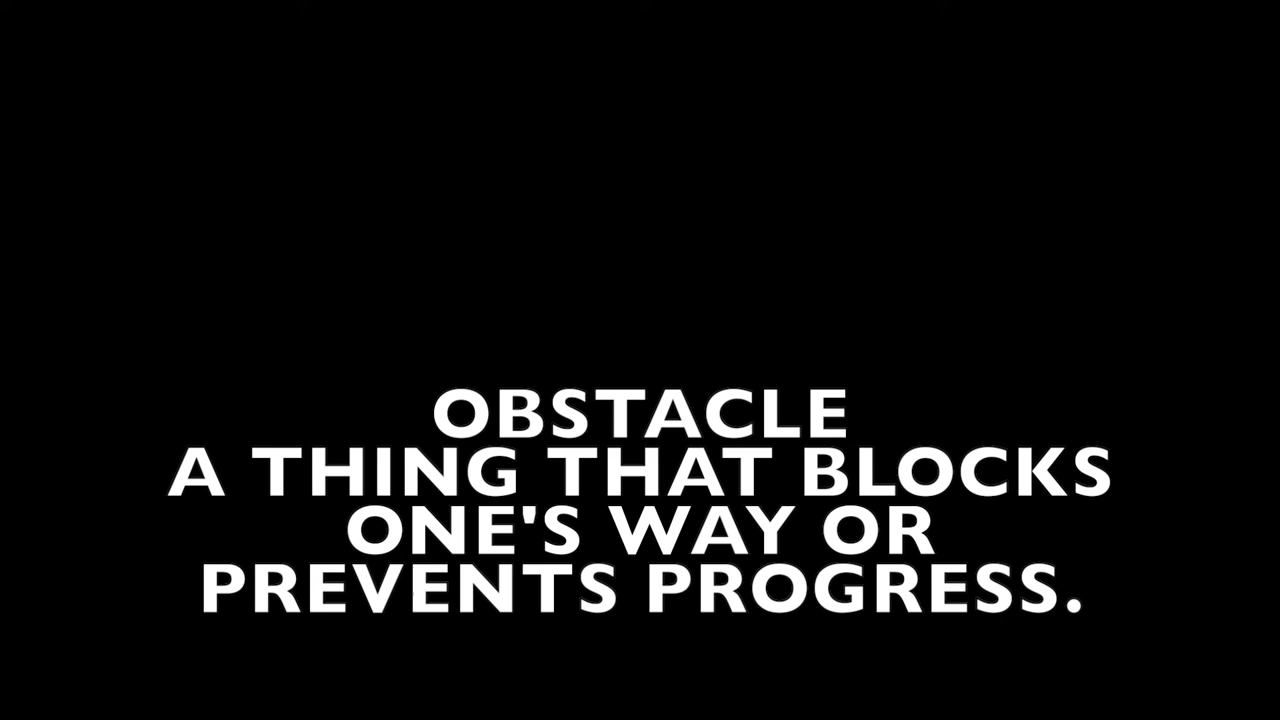 OBSTACLE
A THING THAT BLOCKS
ONE'S WAY OR
PREVENTS PROGRESS.